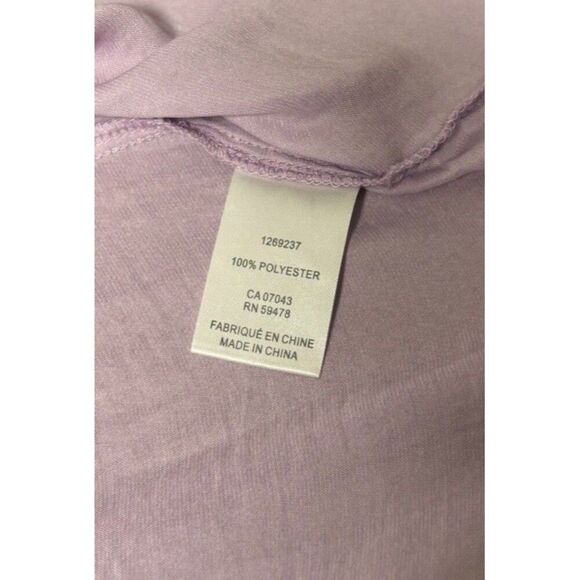 1269237
100% POLYESTER
CA 07043
RN 59478
FABRIQUÉ EN CHINE
MADE IN CHINA